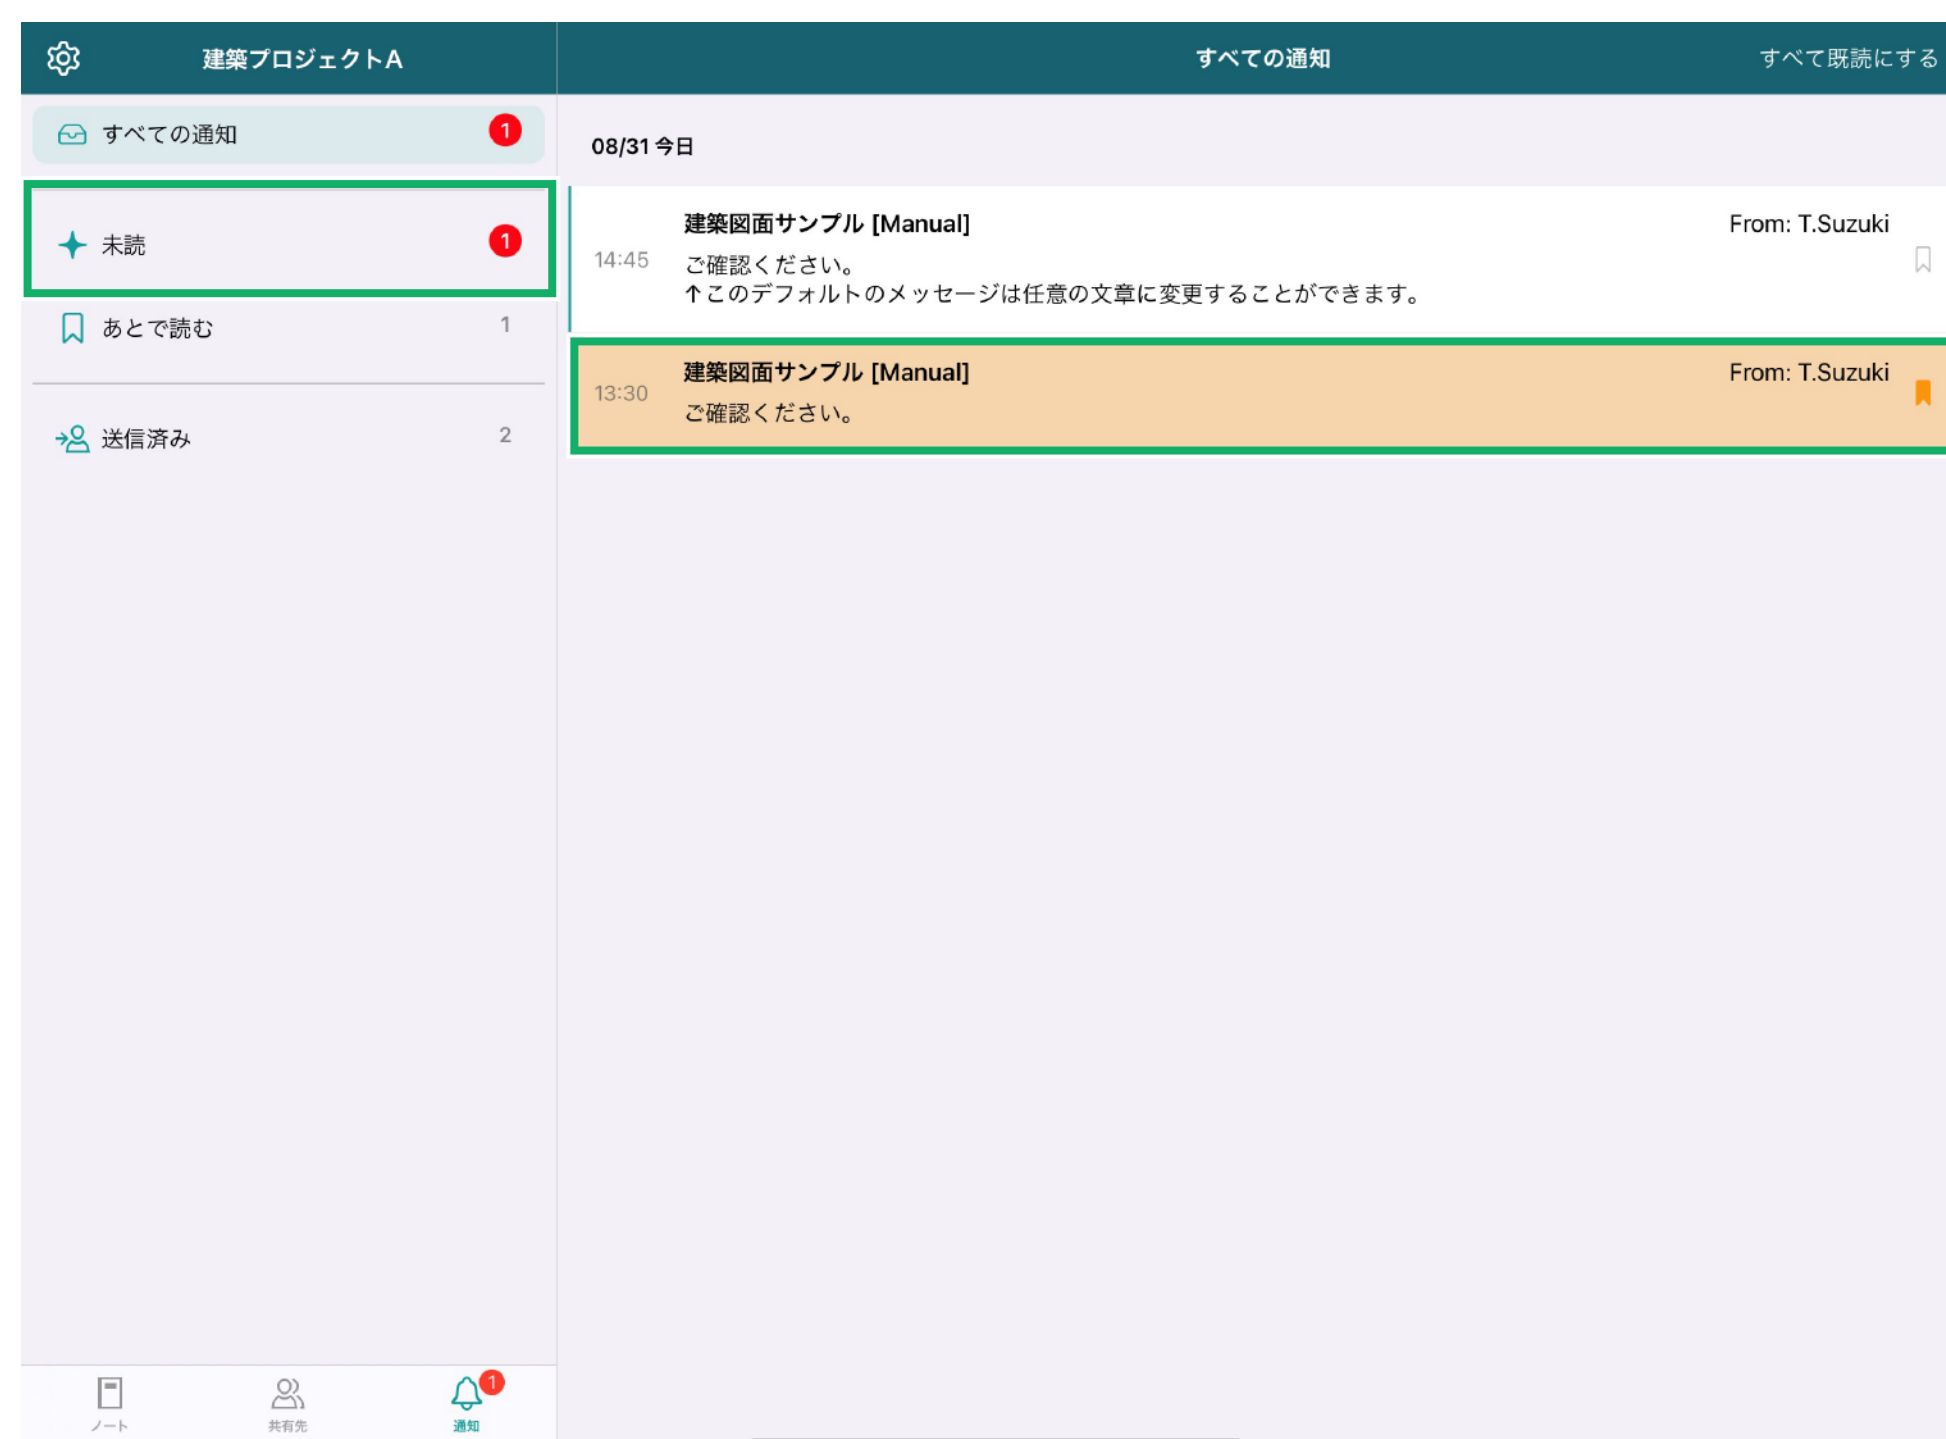 建築プロジェクトA
すべての通知
すべて既読にする
すべての通知 1
未読 1
あとで読む 1
送信済み 2
08/31 今日
建築図面サンプル [Manual]
From: T.Suzuki
14:45
ご確認ください。
↑このデフォルトのメッセージは任意の文章に変更することができます。
建築図面サンプル [Manual]
From: T.Suzuki
13:30
ご確認ください。
ノート
共有先
1
通知